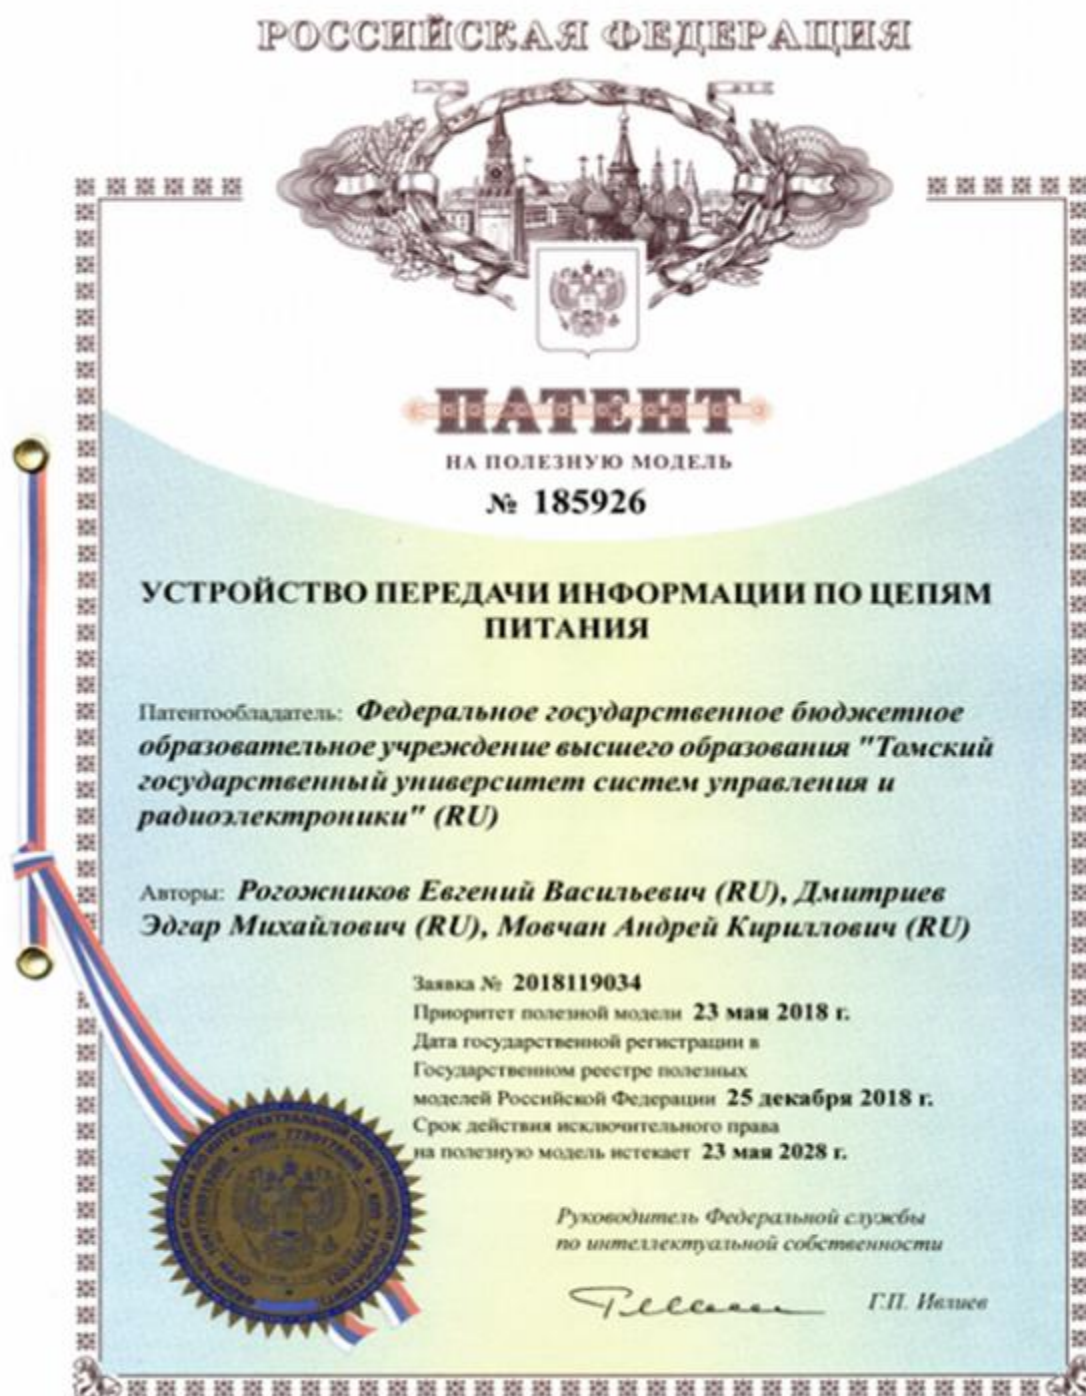 РОССИЙСКАЯ ФЕДЕРАЦИЯ
ПАТЕНТ
НА ПОЛЕЗНУЮ МОДЕЛЬ
№ 185926
УСТРОЙСТВО ПЕРЕДАЧИ ИНФОРМАЦИИ ПО ЦЕПЯМ
ПИТАНИЯ
Патентообладатель: Федеральное государственное бюджетное
образовательное учреждение высшего образования "Томский
государственный университет систем управления и
радиоэлектроники" (RU)
Авторы: Рогожников Евгений Васильевич (RU), Дмитриев
Эдгар Михайлович (RU), Мовчан Андрей Кириллович (RU)
Заявка № 2018119034
Приоритет полезной модели 23 мая 2018 г.
Дата государственной регистрации в
Государственном реестре полезных
моделей Российской Федерации 25 декабря 2018 г.
Срок действия исключительного права
на полезную модель истекает 23 мая 2028 г.
Руководитель Федеральной службы
по интеллектуальной собственности
Г.П. Ивлиев